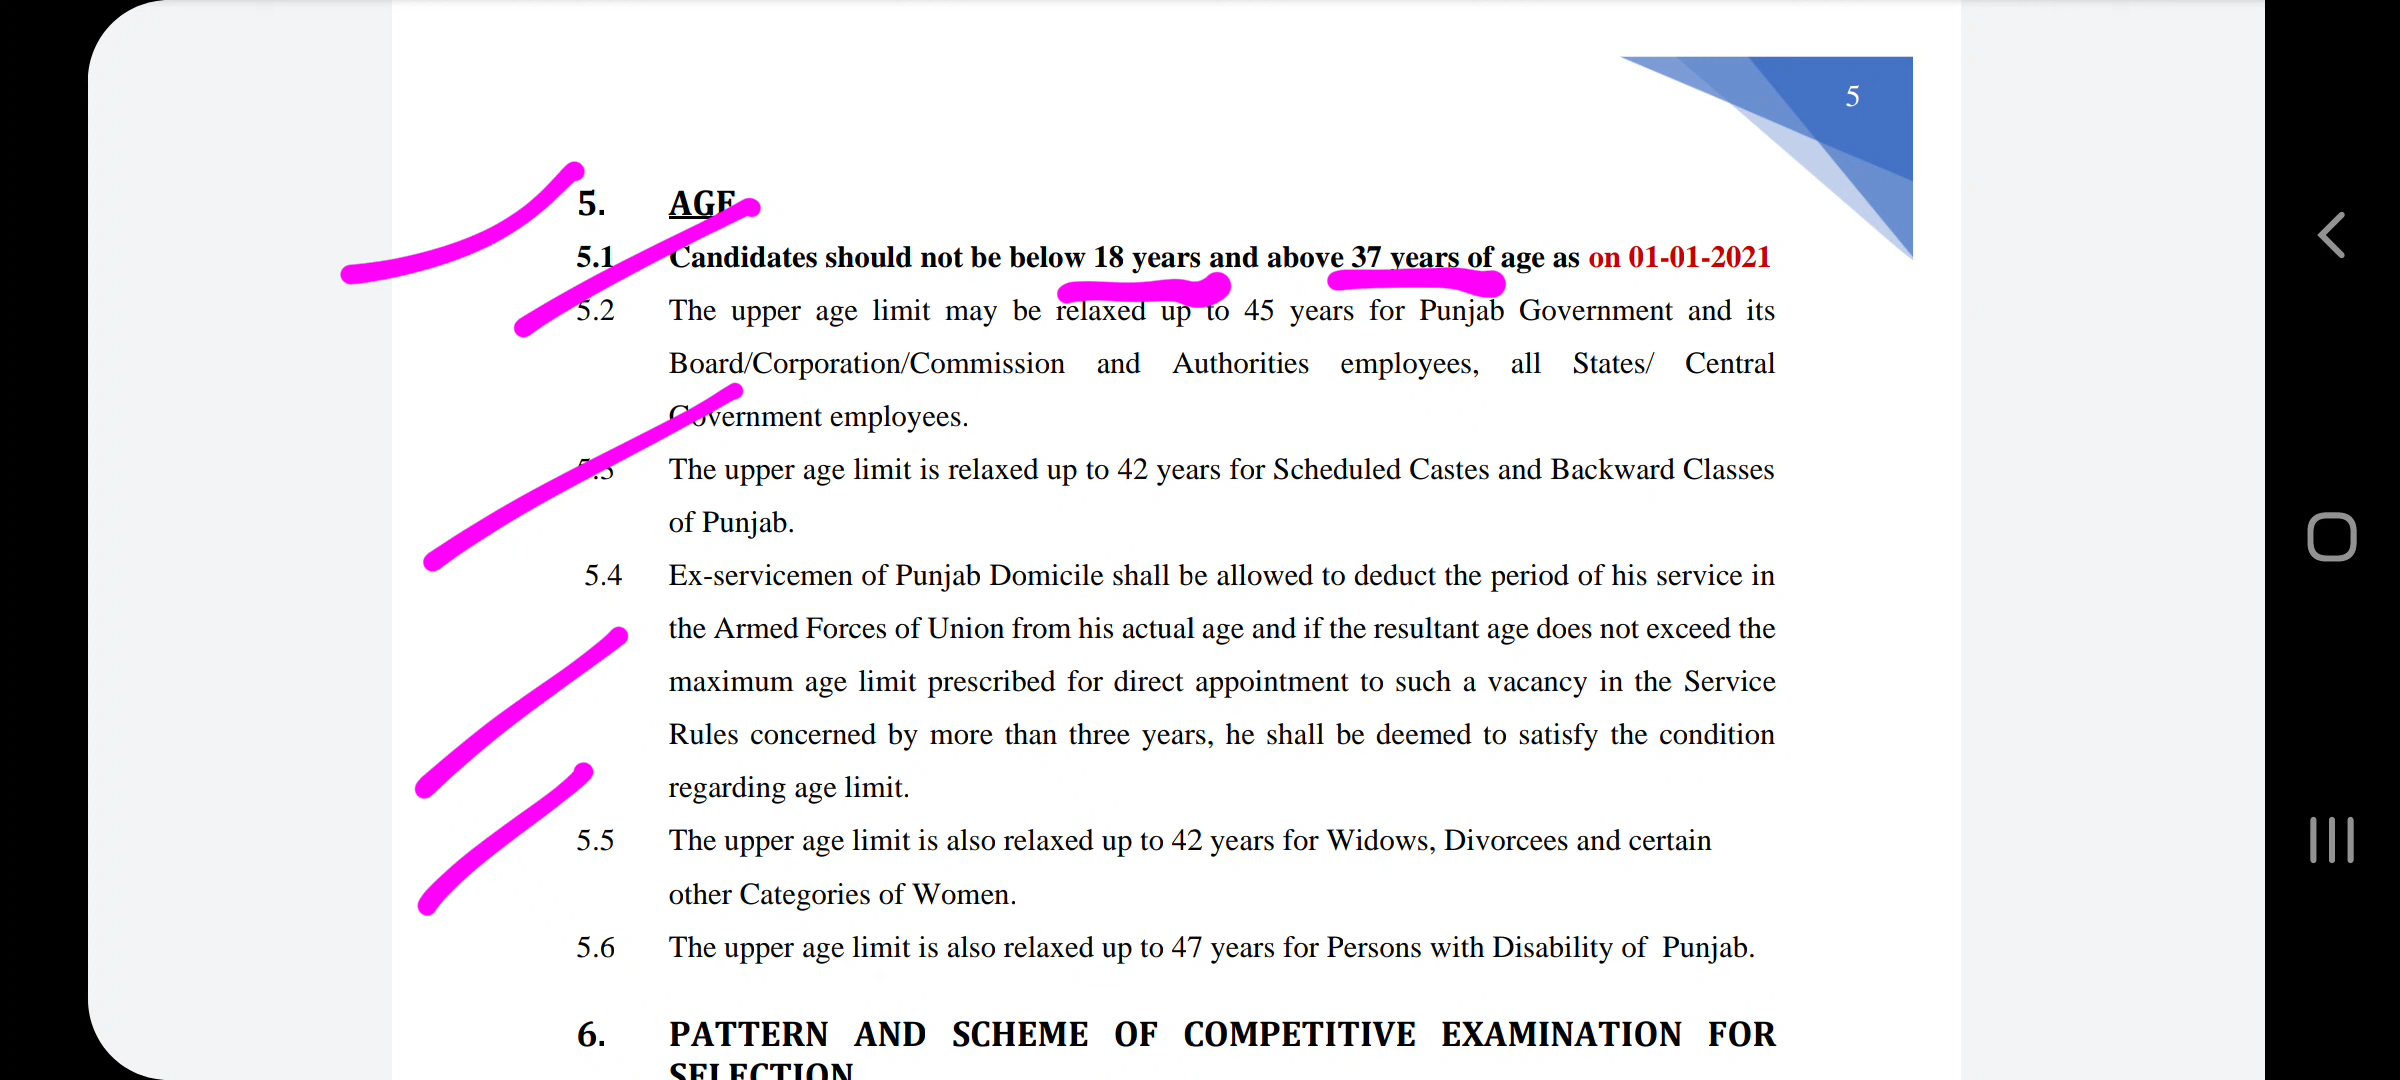 5
5. AGE
5.1 Candidates should not be below 18 years and above 37 years of age as on 01-01-2021
5.2 The upper age limit may be relaxed up to 45 years for Punjab Government and its
Board/Corporation/Commission and Authorities employees, all States/ Central
Government employees.
5.3 The upper age limit is relaxed up to 42 years for Scheduled Castes and Backward Classes
of Punjab.
5.4 Ex-servicemen of Punjab Domicile shall be allowed to deduct the period of his service in
the Armed Forces of Union from his actual age and if the resultant age does not exceed the
maximum age limit prescribed for direct appointment to such a vacancy in the Service
Rules concerned by more than three years, he shall be deemed to satisfy the condition
regarding age limit.
5.5 The upper age limit is also relaxed up to 42 years for Widows, Divorcees and certain
other Categories of Women.
5.6 The upper age limit is also relaxed up to 47 years for Persons with Disability of Punjab.
6. PATTERN AND SCHEME OF COMPETITIVE EXAMINATION FOR
SELECTION